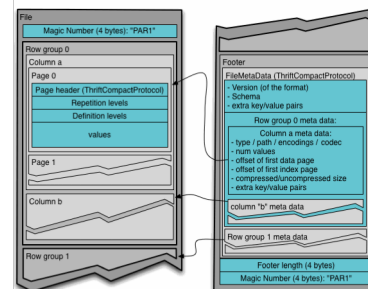 File
Magic Number (4 bytes): "PAR1"
Row group 0
Column a
Page 0
Page header (ThriftCompactProtocol)
Repetition levels
Definition levels
values
Page 1
Column b
Row group 1
Footer
FileMetaData (ThriftCompactProtocol)
- Version (of the format)
- Schema
- extra key/value pairs
Row group 0 meta data:
Column a meta data:
- type / path / encodings / codec
- num values
- offset of first data page
- offset of first index page
- compressed/uncompressed size
- extra key/value pairs
column "b" meta data
Row group 1 meta data
Footer length (4 bytes)
Magic Number (4 bytes): "PAR1"